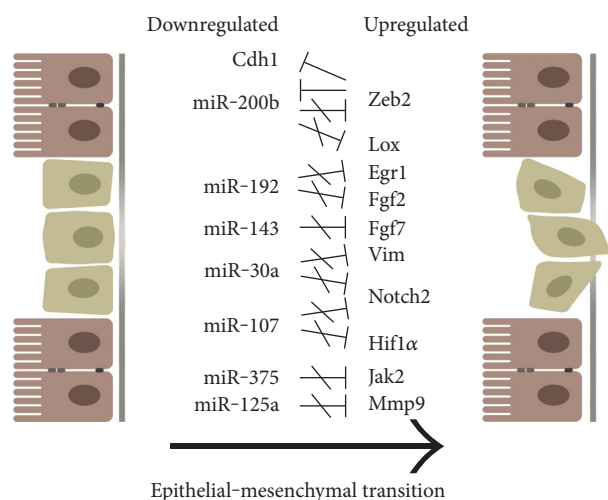 Downregulated Upregulated
Cdh1
miR-200b Zeb2
Lox
miR-192 Egr1
Fgf2
miR-143 Fgf7
miR-30a Vim
Notch2
miR-107 Hif1α
miR-375 Jak2
miR-125a Mmp9
Epithelial-mesenchymal transition